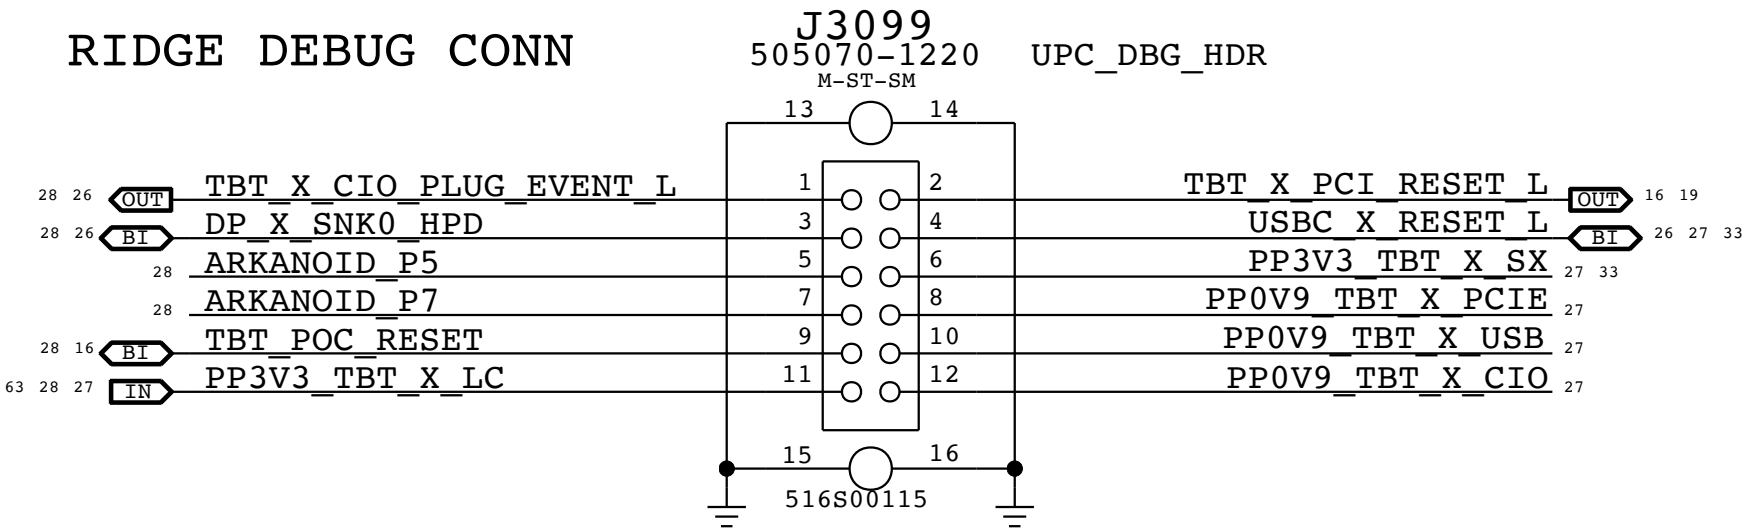 RIDGE DEBUG CONN
J3099
505070-1220 UPC_DBG_HDR
M-ST-SM
13 14
28 26 OUT TBT_X_CIO_PLUG_EVENT_L 1 2 TBT_X_PCI_RESET_L OUT 16 19
28 26 BI DP_X_SNK0_HPD 3 4 USBC_X_RESET_L BI 26 27 33
28 ARKANOID_P5 5 6 PP3V3_TBT_X_SX 27 33
28 ARKANOID_P7 7 8 PP0V9_TBT_X_PCIE 27
28 16 BI TBT_POC_RESET 9 10 PP0V9_TBT_X_USB 27
63 28 27 IN PP3V3_TBT_X_LC 11 12 PP0V9_TBT_X_CIO 27
15 16
516S00115